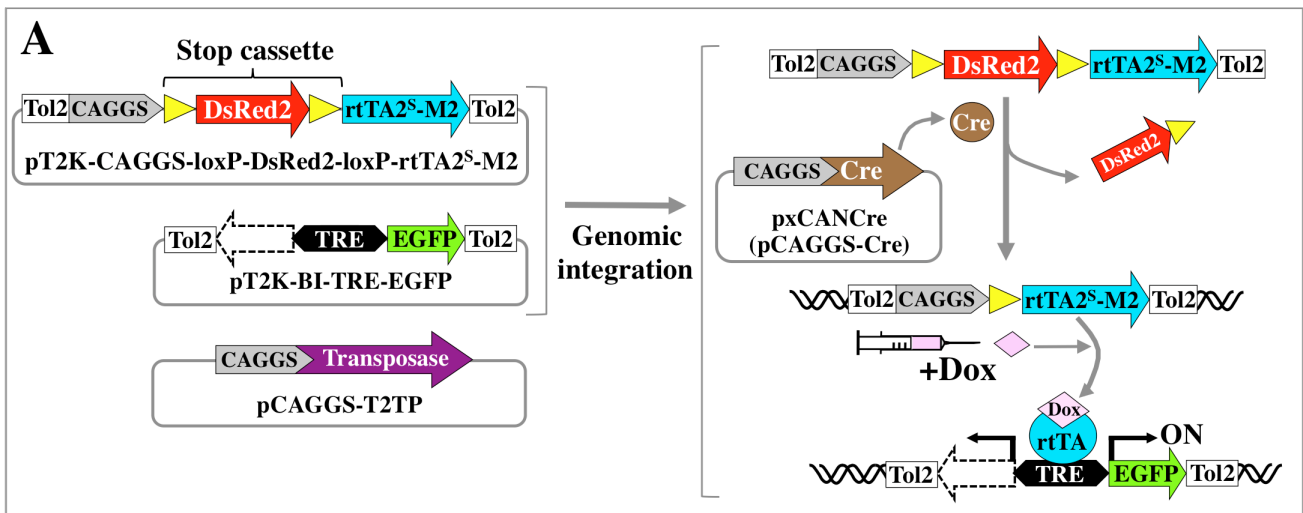 A
Stop cassette
Tol2 CAGGS DsRed2 rtTA2ˢ-M2 Tol2
pT2K-CAGGS-loxP-DsRed2-loxP-rtTA2ˢ-M2
Tol2 TRE EGFP Tol2
pT2K-BI-TRE-EGFP
CAGGS Transposase
pCAGGS-T2TP
Genomic
integration
Tol2 CAGGS DsRed2 rtTA2ˢ-M2 Tol2
Cre
DsRed2
CAGGS Cre
pxCANCre
(pCAGGS-Cre)
Tol2 CAGGS rtTA2ˢ-M2 Tol2
+Dox
Dox
rtTA
ON
Tol2 TRE EGFP Tol2